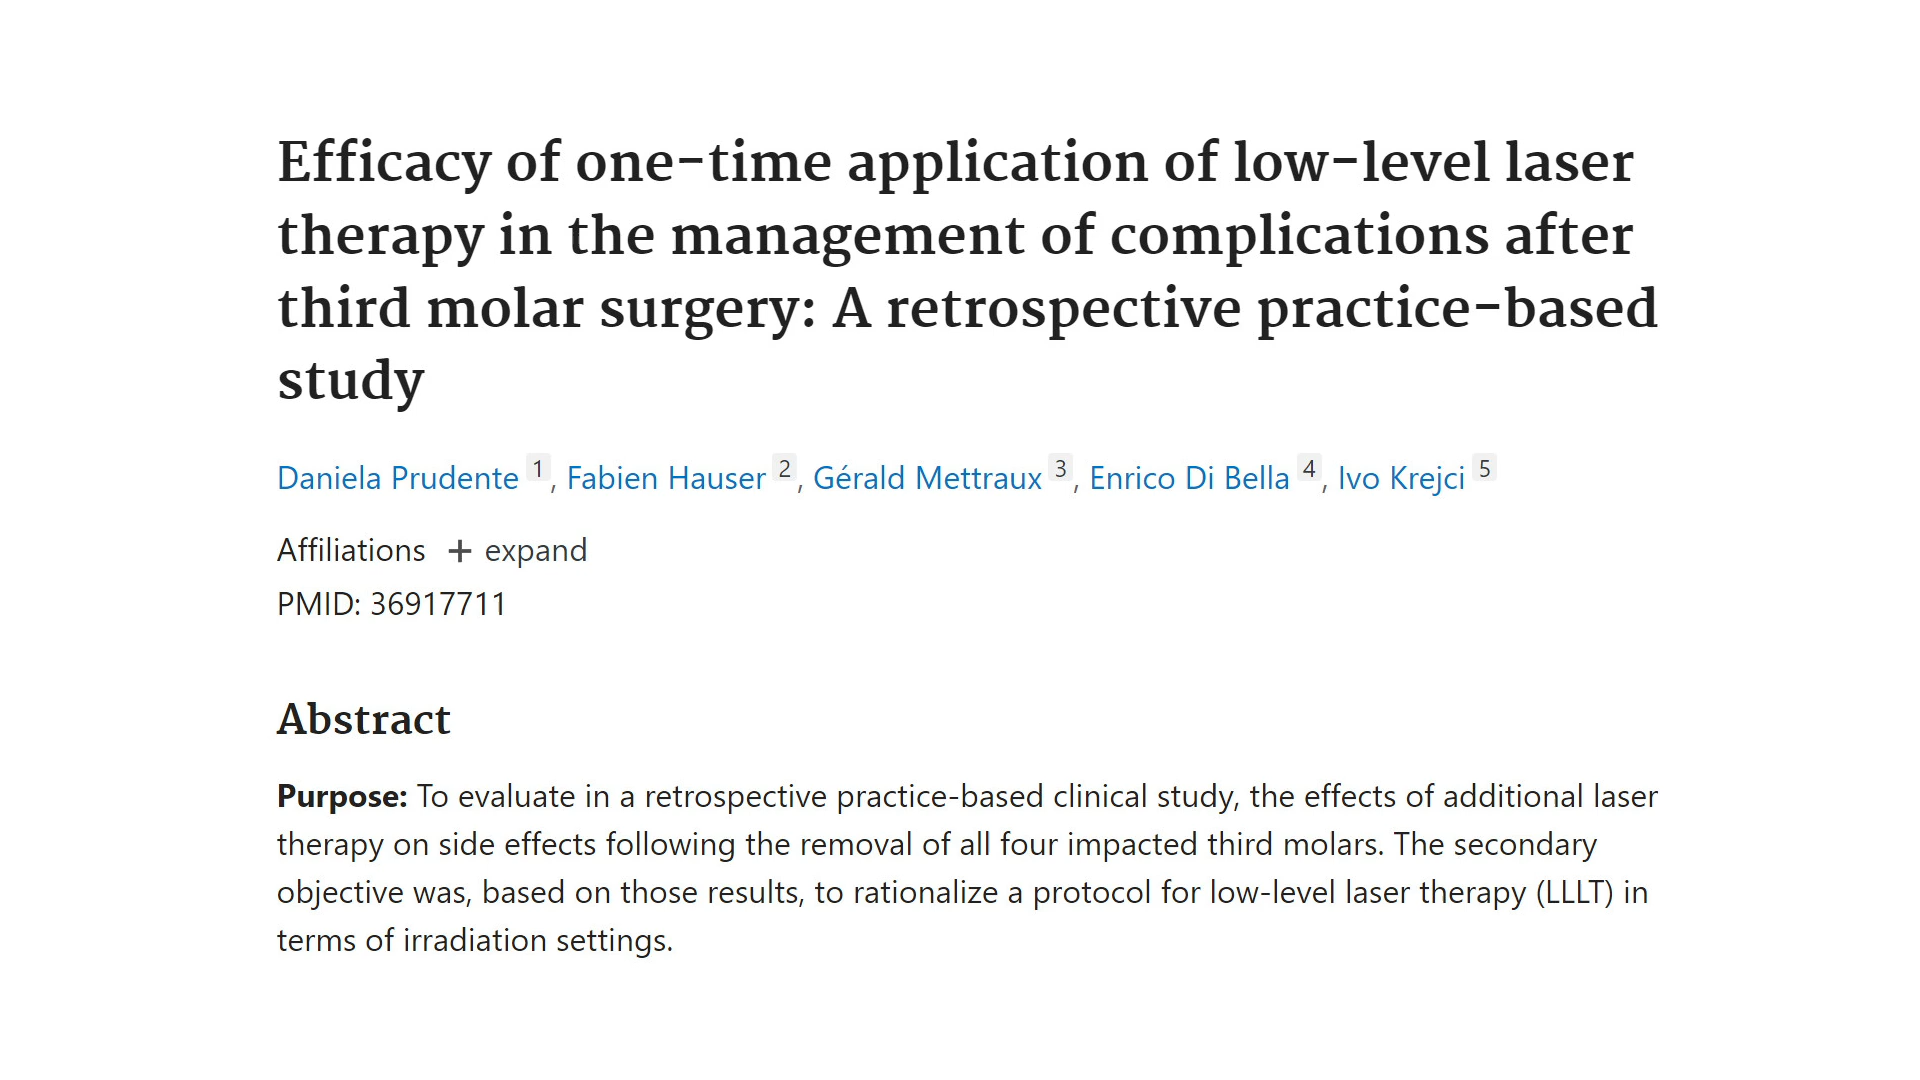 Efficacy of one-time application of low-level laser
therapy in the management of complications after
third molar surgery: A retrospective practice-based
study
Daniela Prudente 1, Fabien Hauser 2, Gérald Mettraux 3, Enrico Di Bella 4, Ivo Krejci 5
Affiliations + expand
PMID: 36917711
Abstract
Purpose: To evaluate in a retrospective practice-based clinical study, the effects of additional laser
therapy on side effects following the removal of all four impacted third molars. The secondary
objective was, based on those results, to rationalize a protocol for low-level laser therapy (LLLT) in
terms of irradiation settings.